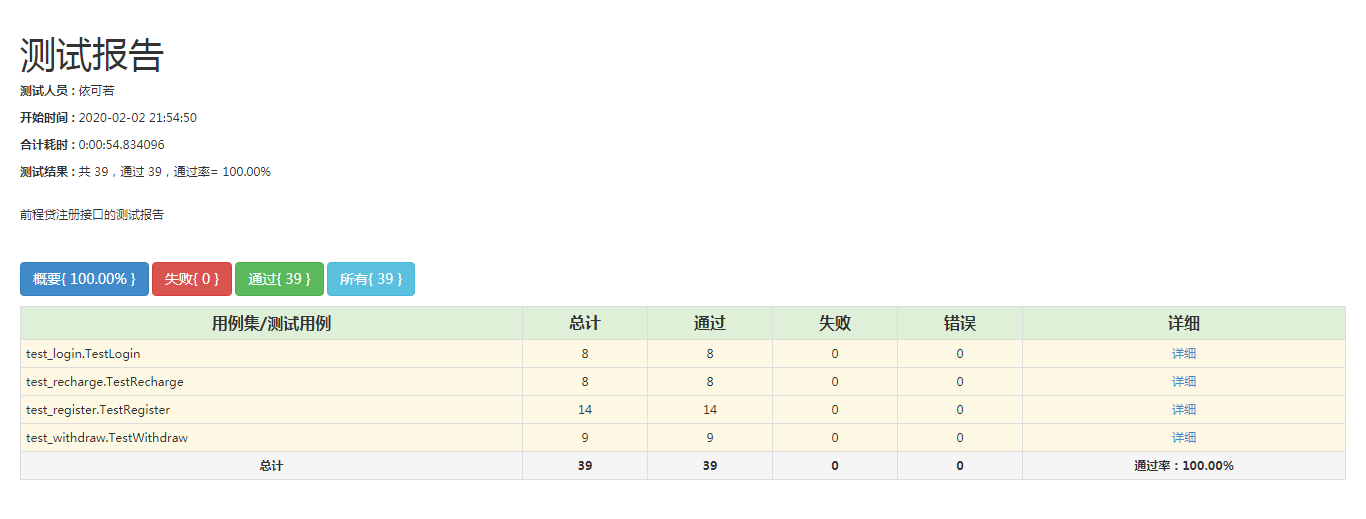 测试报告
测试人员 : 依可若
开始时间 : 2020-02-02 21:54:50
合计耗时 : 0:00:54.834096
测试结果 : 共 39，通过 39，通过率= 100.00%
前程贷注册接口的测试报告
概要{ 100.00% } 失败{ 0 } 通过{ 39 } 所有{ 39 }
用例集/测试用例 总计 通过 失败 错误 详细
test_login.TestLogin 8 8 0 0 详细
test_recharge.TestRecharge 8 8 0 0 详细
test_register.TestRegister 14 14 0 0 详细
test_withdraw.TestWithdraw 9 9 0 0 详细
总计 39 39 0 0 通过率：100.00%